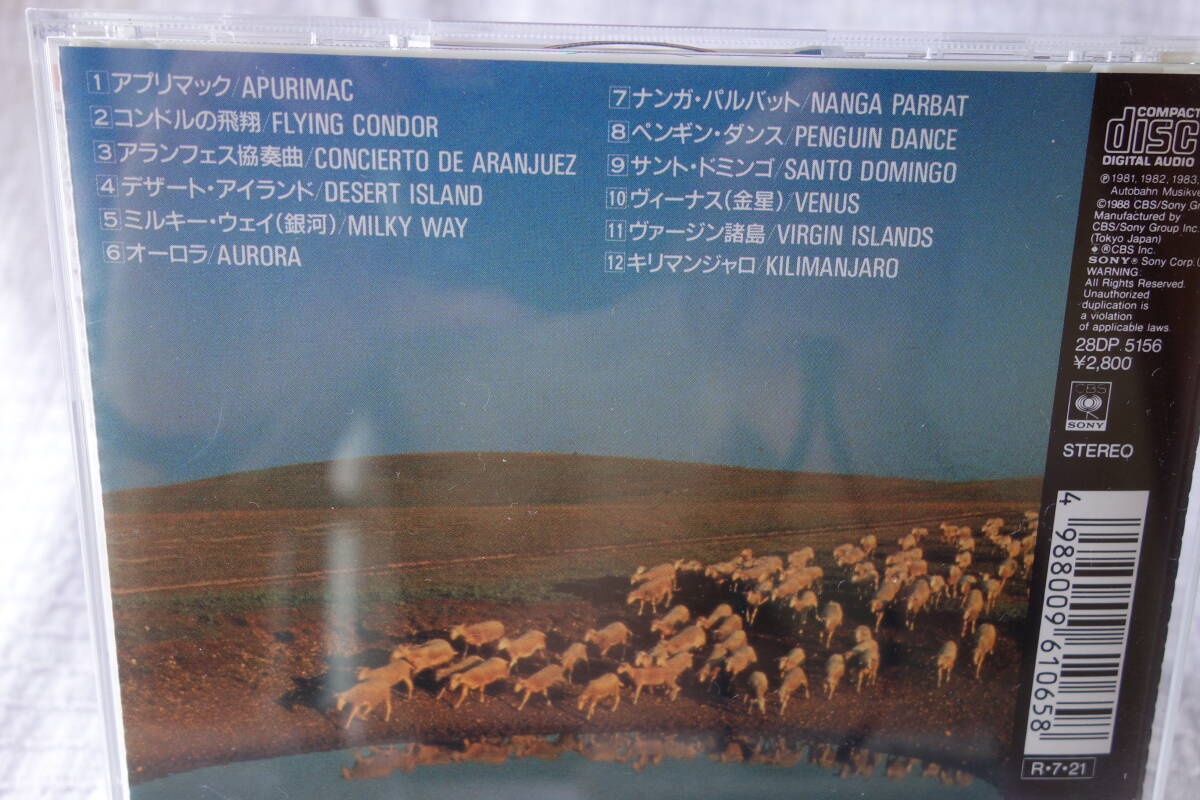 1 アプリマック/APURIMAC
2 コンドルの飛翔/FLYING CONDOR
3 アランフェス協奏曲/CONCIERTO DE ARANJUEZ
4 デザート・アイランド/DESERT ISLAND
5 ミルキー・ウェイ(銀河)/MILKY WAY
6 オーロラ/AURORA
7 ナンガ・パルバット/NANGA PARBAT
8 ペンギン・ダンス/PENGUIN DANCE
9 サント・ドミンゴ/SANTO DOMINGO
10 ヴィーナス(金星)/VENUS
11 ヴァージン諸島/VIRGIN ISLANDS
12 キリマンジャロ/KILIMANJARO
COMPACT
disc
DIGITAL AUDIO
℗1981, 1982, 1983,
Autobahn
©1988 CBS/Sony
Manufactured by
CBS/Sony Group Inc.
(Tokyo Japan)
◆®CBS Inc.
SONY® Sony Corp.
WARNING:
All Rights Reserved.
Unauthorized
duplication is
a violation
of applicable laws.
28DP 5156
¥2,800
CBS
SONY
STEREO
4 988009 610658
R・7・21